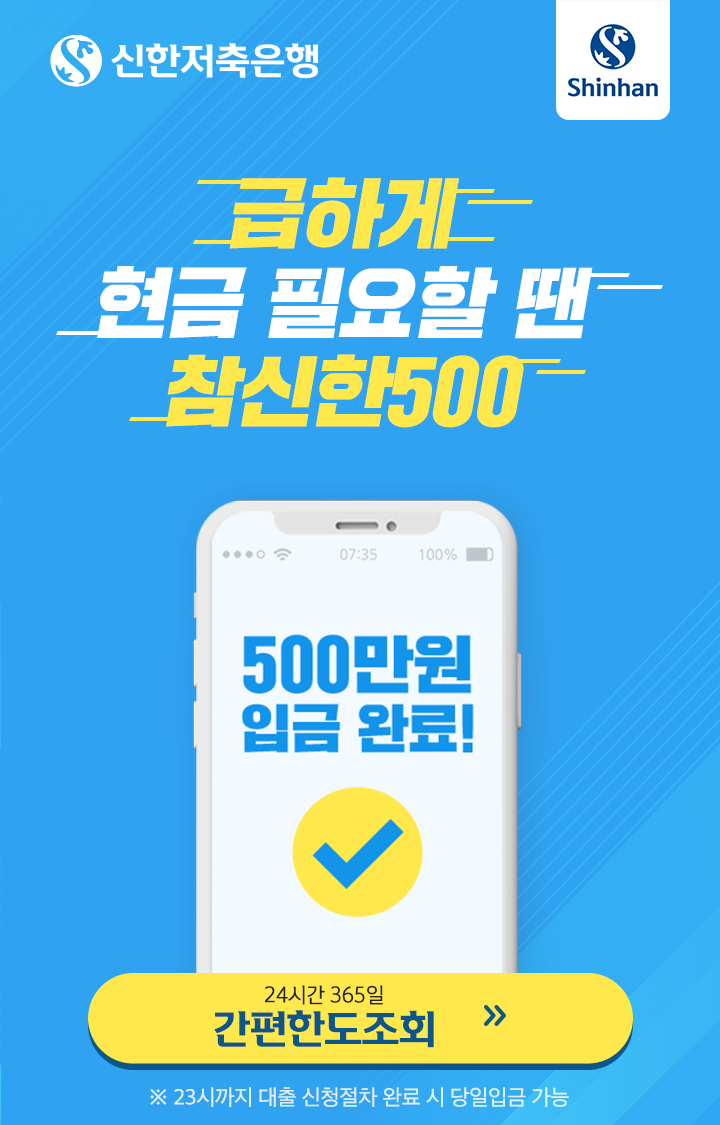 신한저축은행
Shinhan
급하게
현금 필요할 땐
참신한500
07:35 100%
500만원
입금 완료!
24시간 365일
간편한도조회 »
※ 23시까지 대출 신청절차 완료 시 당일입금 가능